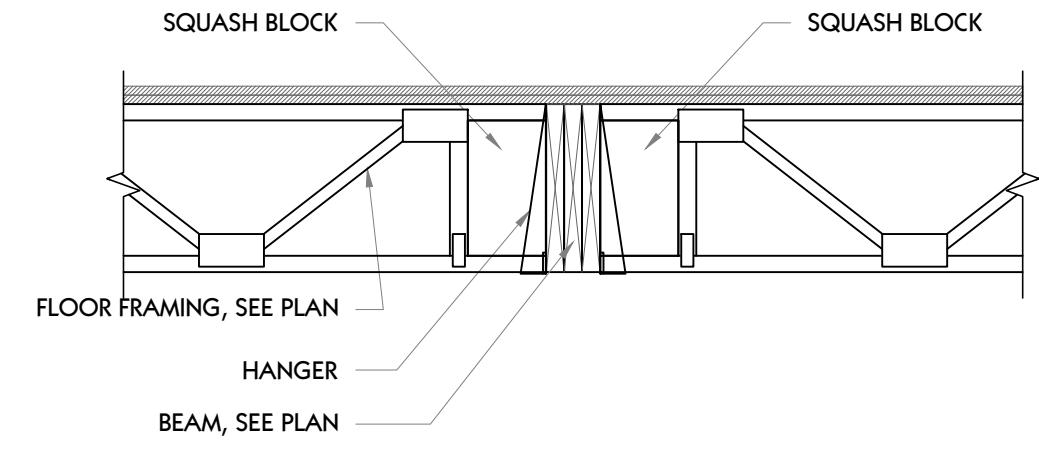 SQUASH BLOCK
SQUASH BLOCK
FLOOR FRAMING, SEE PLAN
HANGER
BEAM, SEE PLAN